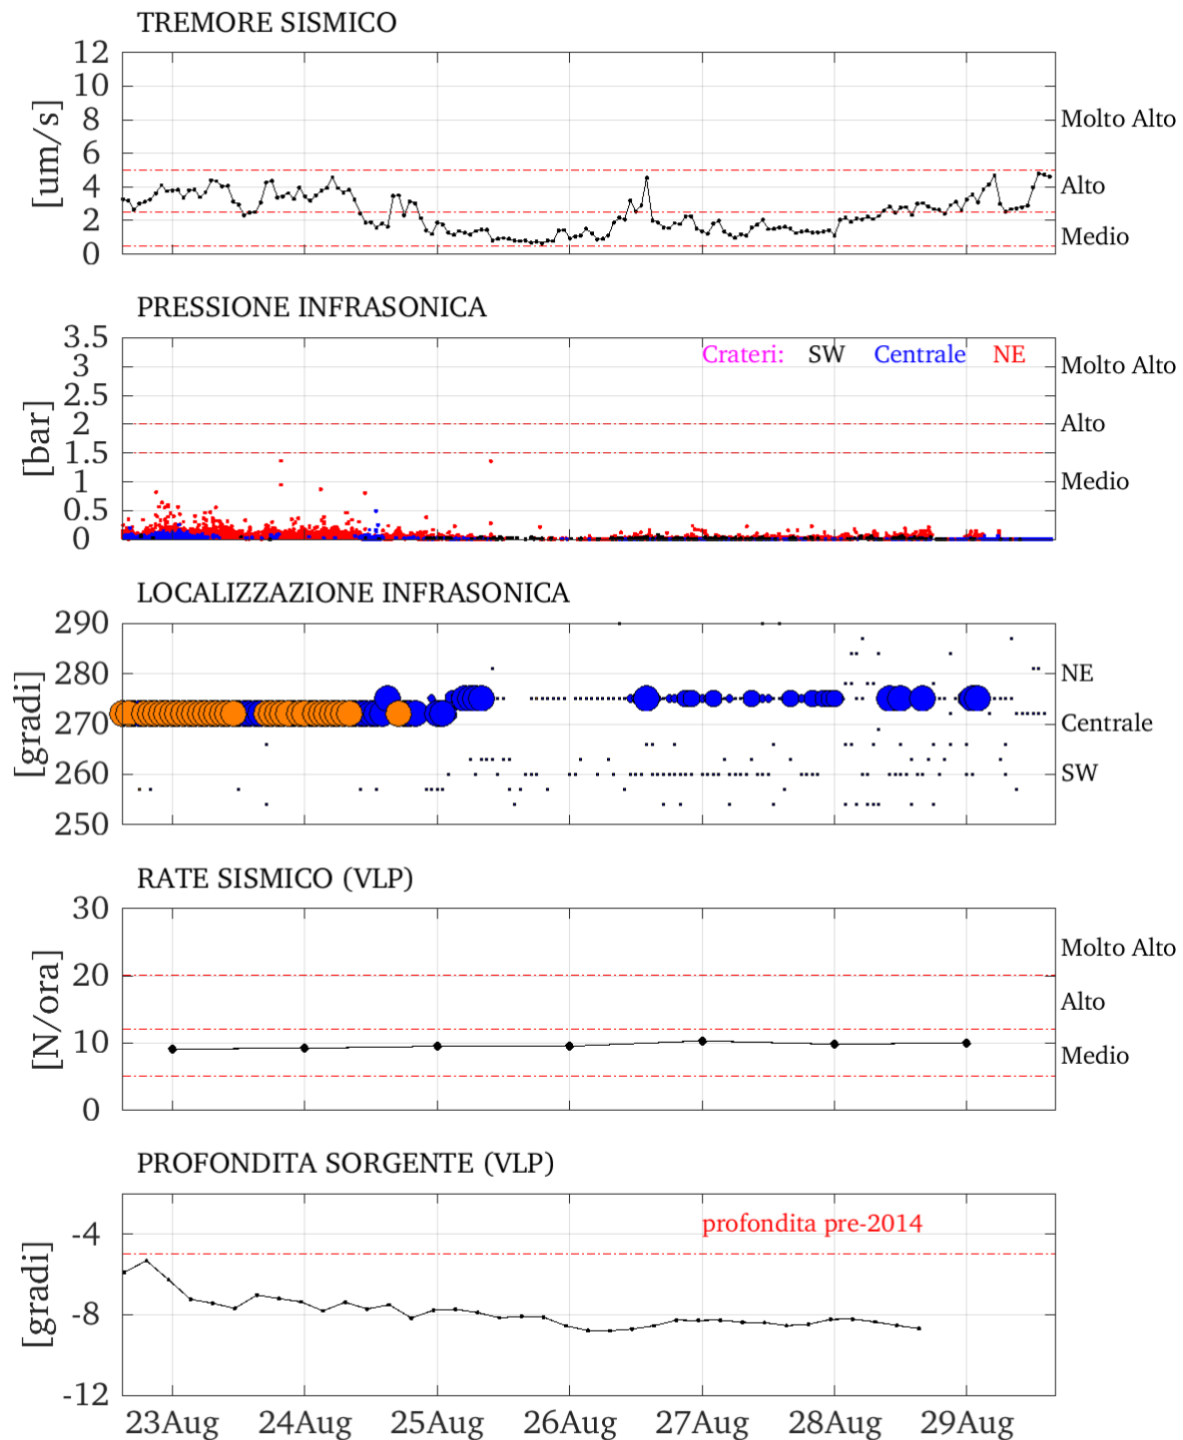 TREMORE SISMICO
[um/s]
12
10
8
6
4
2
0
Molto Alto
Alto
Medio
PRESSIONE INFRASONICA
[bar]
3.5
3
2.5
2
1.5
1
0.5
0
Crateri: SW Centrale NE
Molto Alto
Alto
Medio
LOCALIZZAZIONE INFRASONICA
[gradi]
290
280
270
260
250
NE
Centrale
SW
RATE SISMICO (VLP)
[N/ora]
30
20
10
0
Molto Alto
Alto
Medio
PROFONDITA SORGENTE (VLP)
[gradi]
-4
-8
-12
profondita pre-2014
23Aug 24Aug 25Aug 26Aug 27Aug 28Aug 29Aug